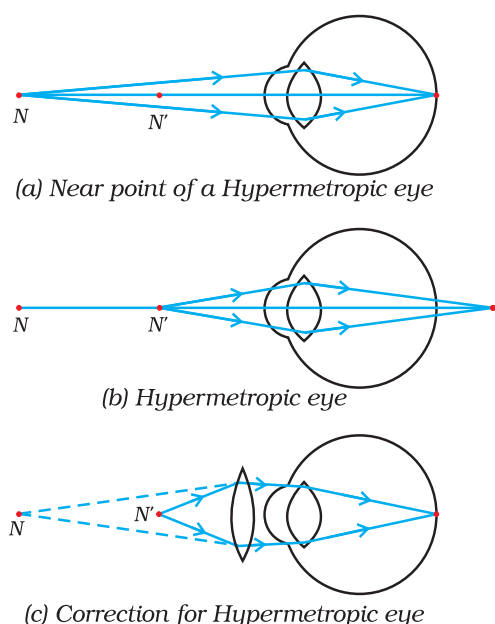 N
N'
(a) Near point of a Hypermetropic eye
N N'
(b) Hypermetropic eye
N N'
(c) Correction for Hypermetropic eye